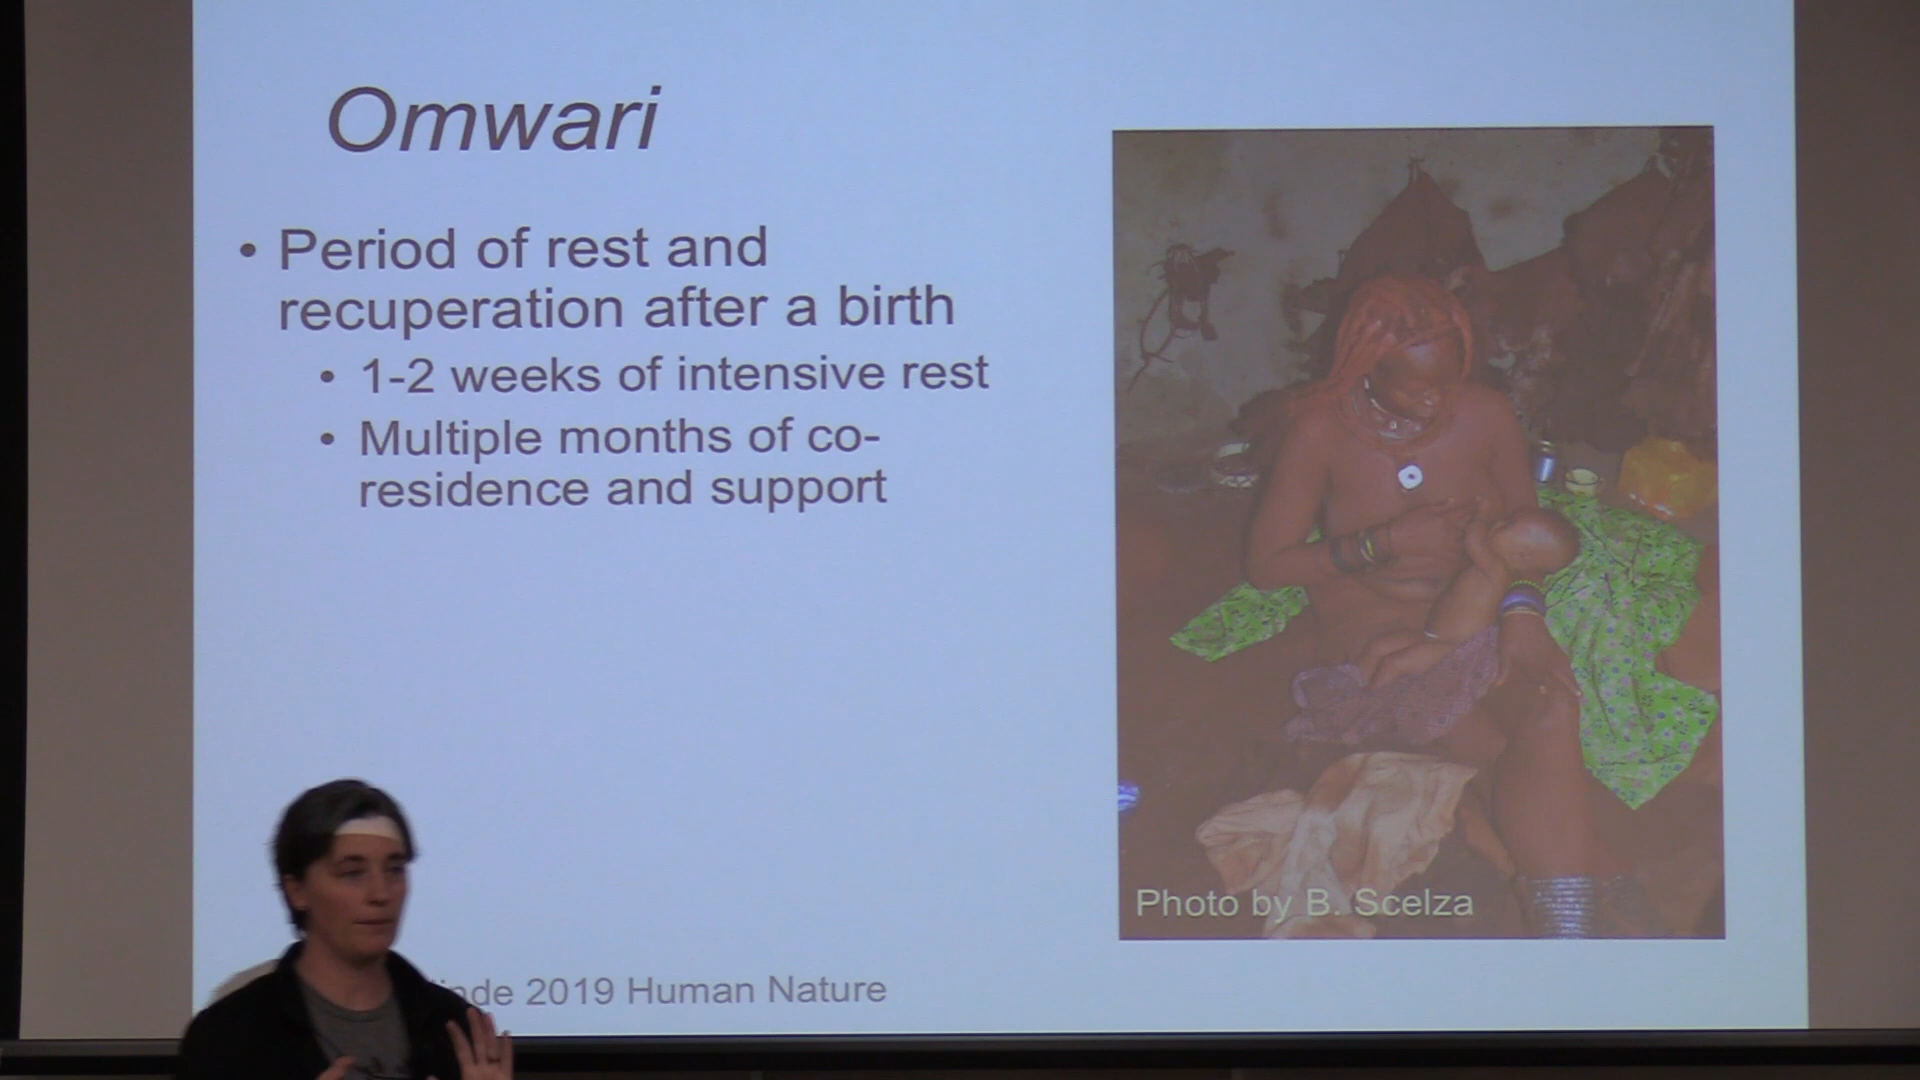 Omwari
• Period of rest and
recuperation after a birth
• 1-2 weeks of intensive rest
• Multiple months of co-
residence and support
Photo by B. Scelza
2019 Human Nature